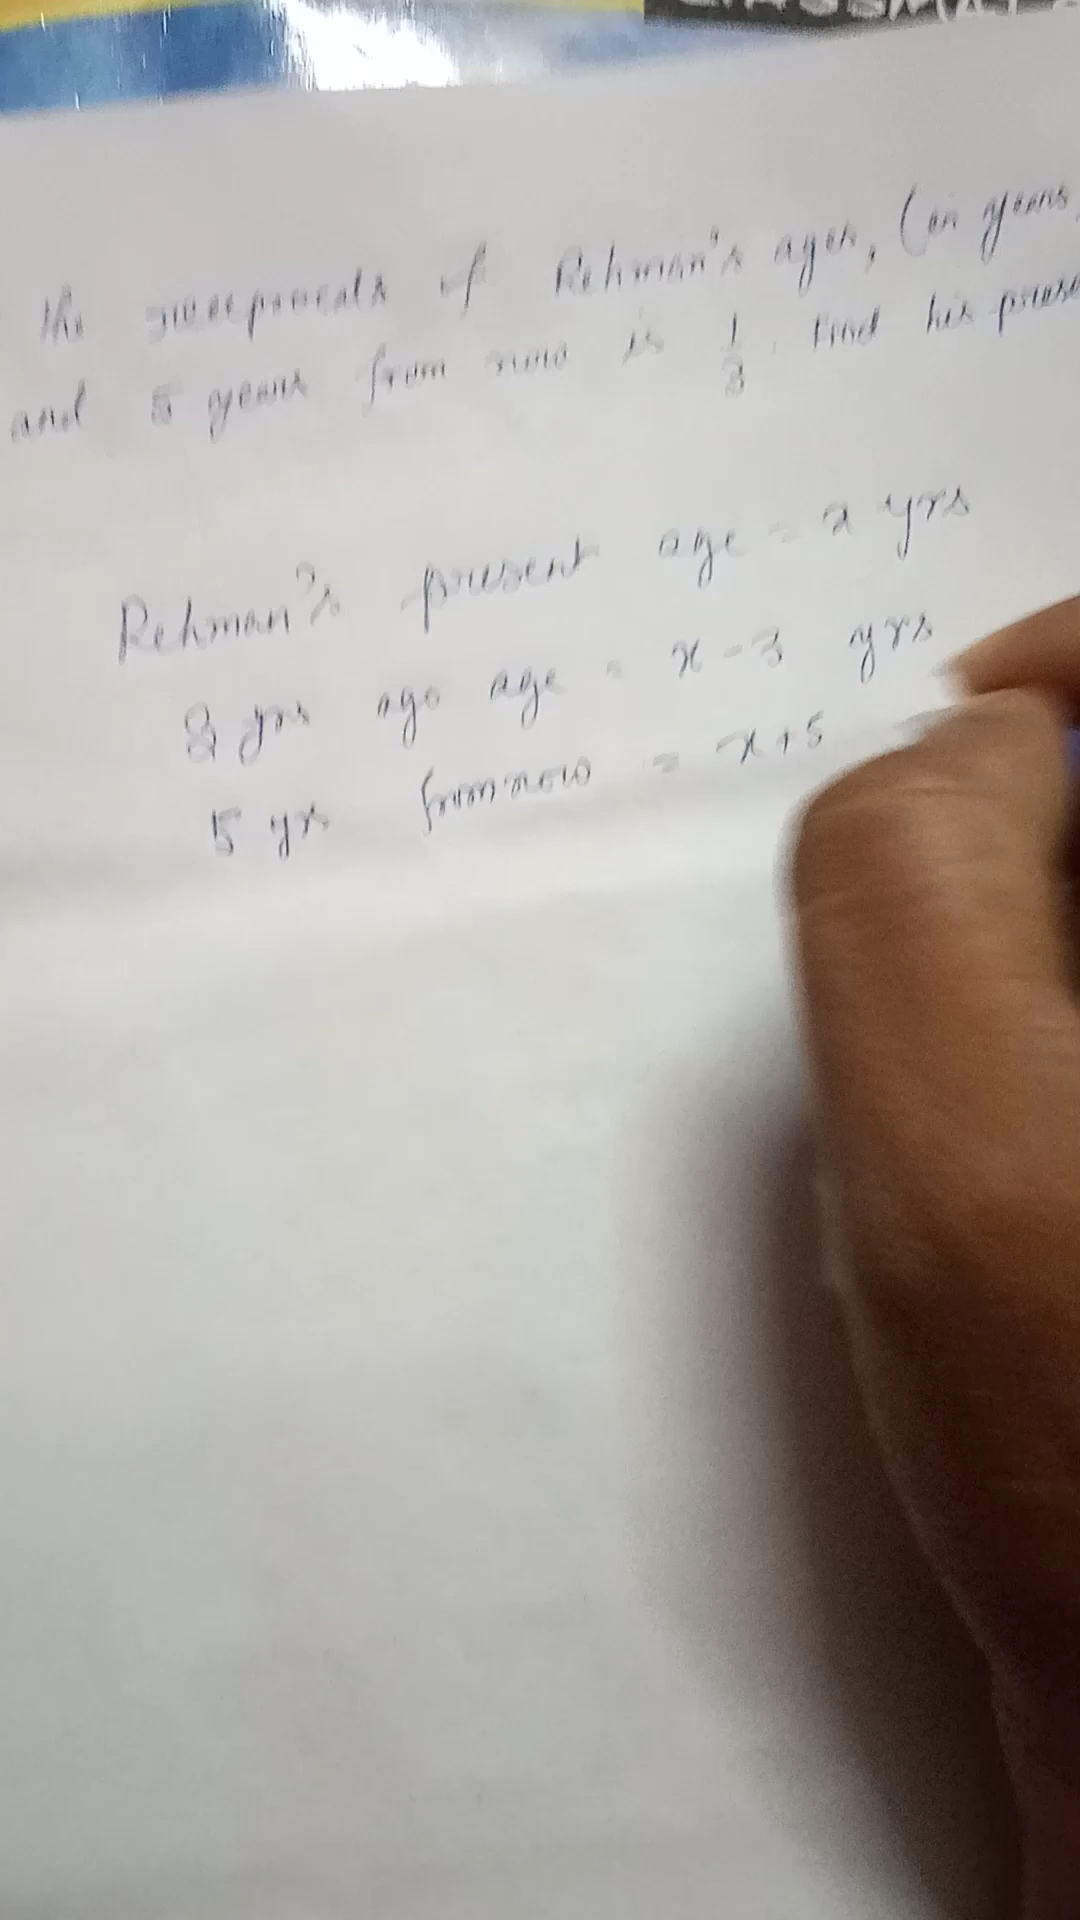 CLASSMATE
the reciprocals of Rehman's ages, (in years
and 5 years from now is 1/3. Find his prese
Rehman's present age = x yrs
3 yrs ago age = x-3 yrs
5 yrs from now = x+5